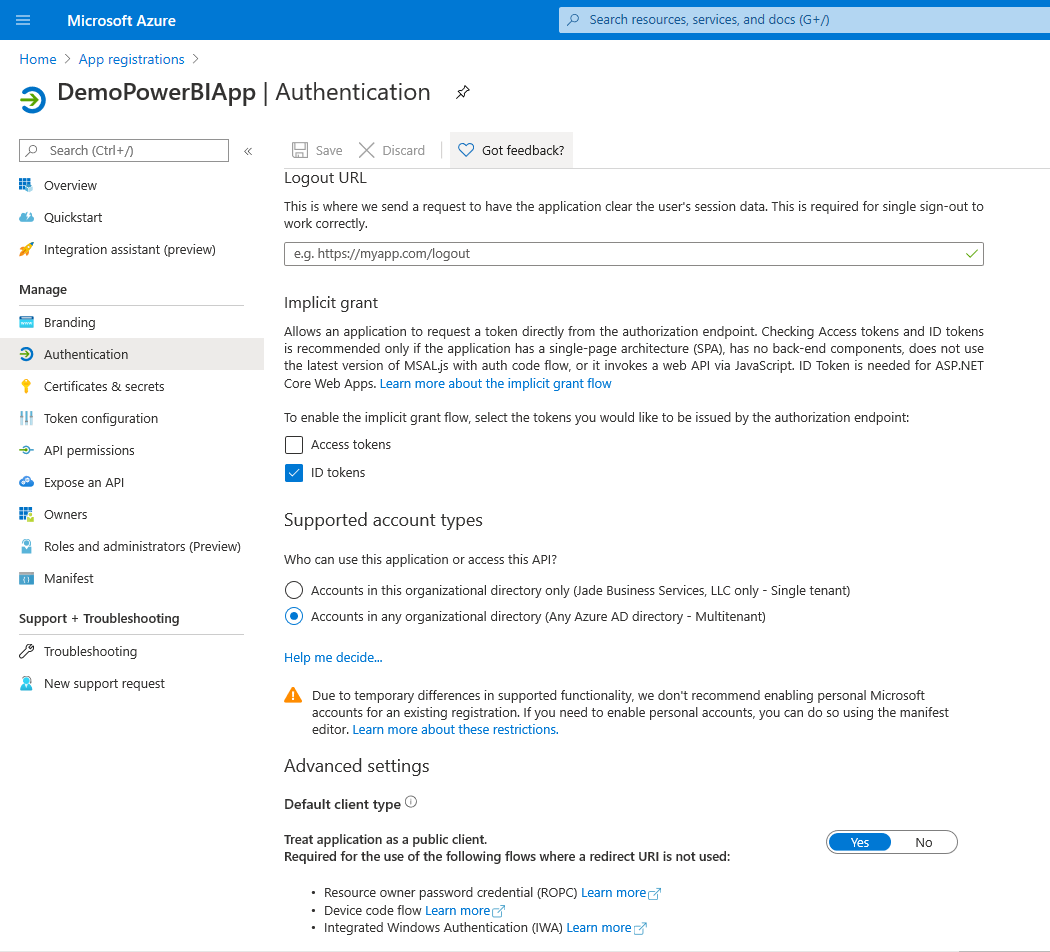 Microsoft Azure
Search resources, services, and docs (G+/)
Home > App registrations >
DemoPowerBIApp | Authentication
Search (Ctrl+/)
«
Overview
Quickstart
Integration assistant (preview)
Manage
Branding
Authentication
Certificates & secrets
Token configuration
API permissions
Expose an API
Owners
Roles and administrators (Preview)
Manifest
Support + Troubleshooting
Troubleshooting
New support request
Save Discard Got feedback?
Logout URL
This is where we send a request to have the application clear the user's session data. This is required for single sign-out to
work correctly.
e.g. https://myapp.com/logout
Implicit grant
Allows an application to request a token directly from the authorization endpoint. Checking Access tokens and ID tokens
is recommended only if the application has a single-page architecture (SPA), has no back-end components, does not use
the latest version of MSAL.js with auth code flow, or it invokes a web API via JavaScript. ID Token is needed for ASP.NET
Core Web Apps. Learn more about the implicit grant flow
To enable the implicit grant flow, select the tokens you would like to be issued by the authorization endpoint:
Access tokens
ID tokens
Supported account types
Who can use this application or access this API?
Accounts in this organizational directory only (Jade Business Services, LLC only - Single tenant)
Accounts in any organizational directory (Any Azure AD directory - Multitenant)
Help me decide...
Due to temporary differences in supported functionality, we don't recommend enabling personal Microsoft
accounts for an existing registration. If you need to enable personal accounts, you can do so using the manifest
editor. Learn more about these restrictions.
Advanced settings
Default client type
Treat application as a public client.
Required for the use of the following flows where a redirect URI is not used:
Yes No
• Resource owner password credential (ROPC) Learn more
• Device code flow Learn more
• Integrated Windows Authentication (IWA) Learn more